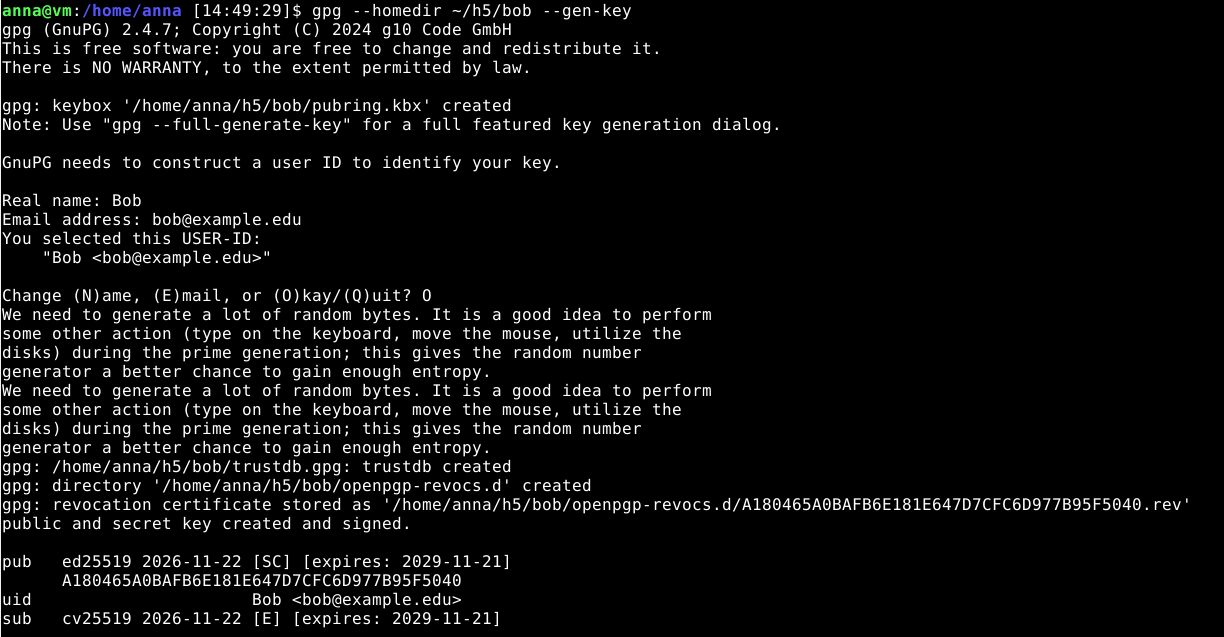 anna@vm:/home/anna [14:49:29]$ gpg --homedir ~/h5/bob --gen-key
gpg (GnuPG) 2.4.7; Copyright (C) 2024 g10 Code GmbH
This is free software: you are free to change and redistribute it.
There is NO WARRANTY, to the extent permitted by law.

gpg: keybox '/home/anna/h5/bob/pubring.kbx' created
Note: Use "gpg --full-generate-key" for a full featured key generation dialog.

GnuPG needs to construct a user ID to identify your key.

Real name: Bob
Email address: bob@example.edu
You selected this USER-ID:
    "Bob <bob@example.edu>"

Change (N)ame, (E)mail, or (O)kay/(Q)uit? O
We need to generate a lot of random bytes. It is a good idea to perform
some other action (type on the keyboard, move the mouse, utilize the
disks) during the prime generation; this gives the random number
generator a better chance to gain enough entropy.
We need to generate a lot of random bytes. It is a good idea to perform
some other action (type on the keyboard, move the mouse, utilize the
disks) during the prime generation; this gives the random number
generator a better chance to gain enough entropy.
gpg: /home/anna/h5/bob/trustdb.gpg: trustdb created
gpg: directory '/home/anna/h5/bob/openpgp-revocs.d' created
gpg: revocation certificate stored as '/home/anna/h5/bob/openpgp-revocs.d/A180465A0BAFB6E181E647D7CFC6D977B95F5040.rev'
public and secret key created and signed.

pub   ed25519 2026-11-22 [SC] [expires: 2029-11-21]
      A180465A0BAFB6E181E647D7CFC6D977B95F5040
uid                      Bob <bob@example.edu>
sub   cv25519 2026-11-22 [E] [expires: 2029-11-21]